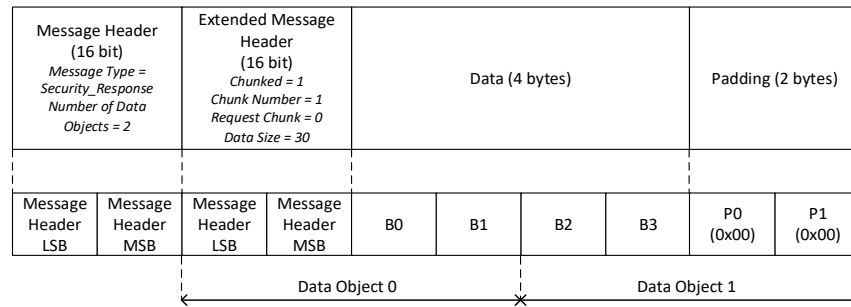 Message Header
(16 bit)
Message Type =
Security_Response
Number of Data
Objects = 2
Extended Message
Header
(16 bit)
Chunked = 1
Chunk Number = 1
Request Chunk = 0
Data Size = 30
Data (4 bytes)
Padding (2 bytes)
Message
Header
LSB
Message
Header
MSB
Message
Header
LSB
Message
Header
MSB
B0
B1
B2
B3
P0
(0x00)
P1
(0x00)
Data Object 0
Data Object 1